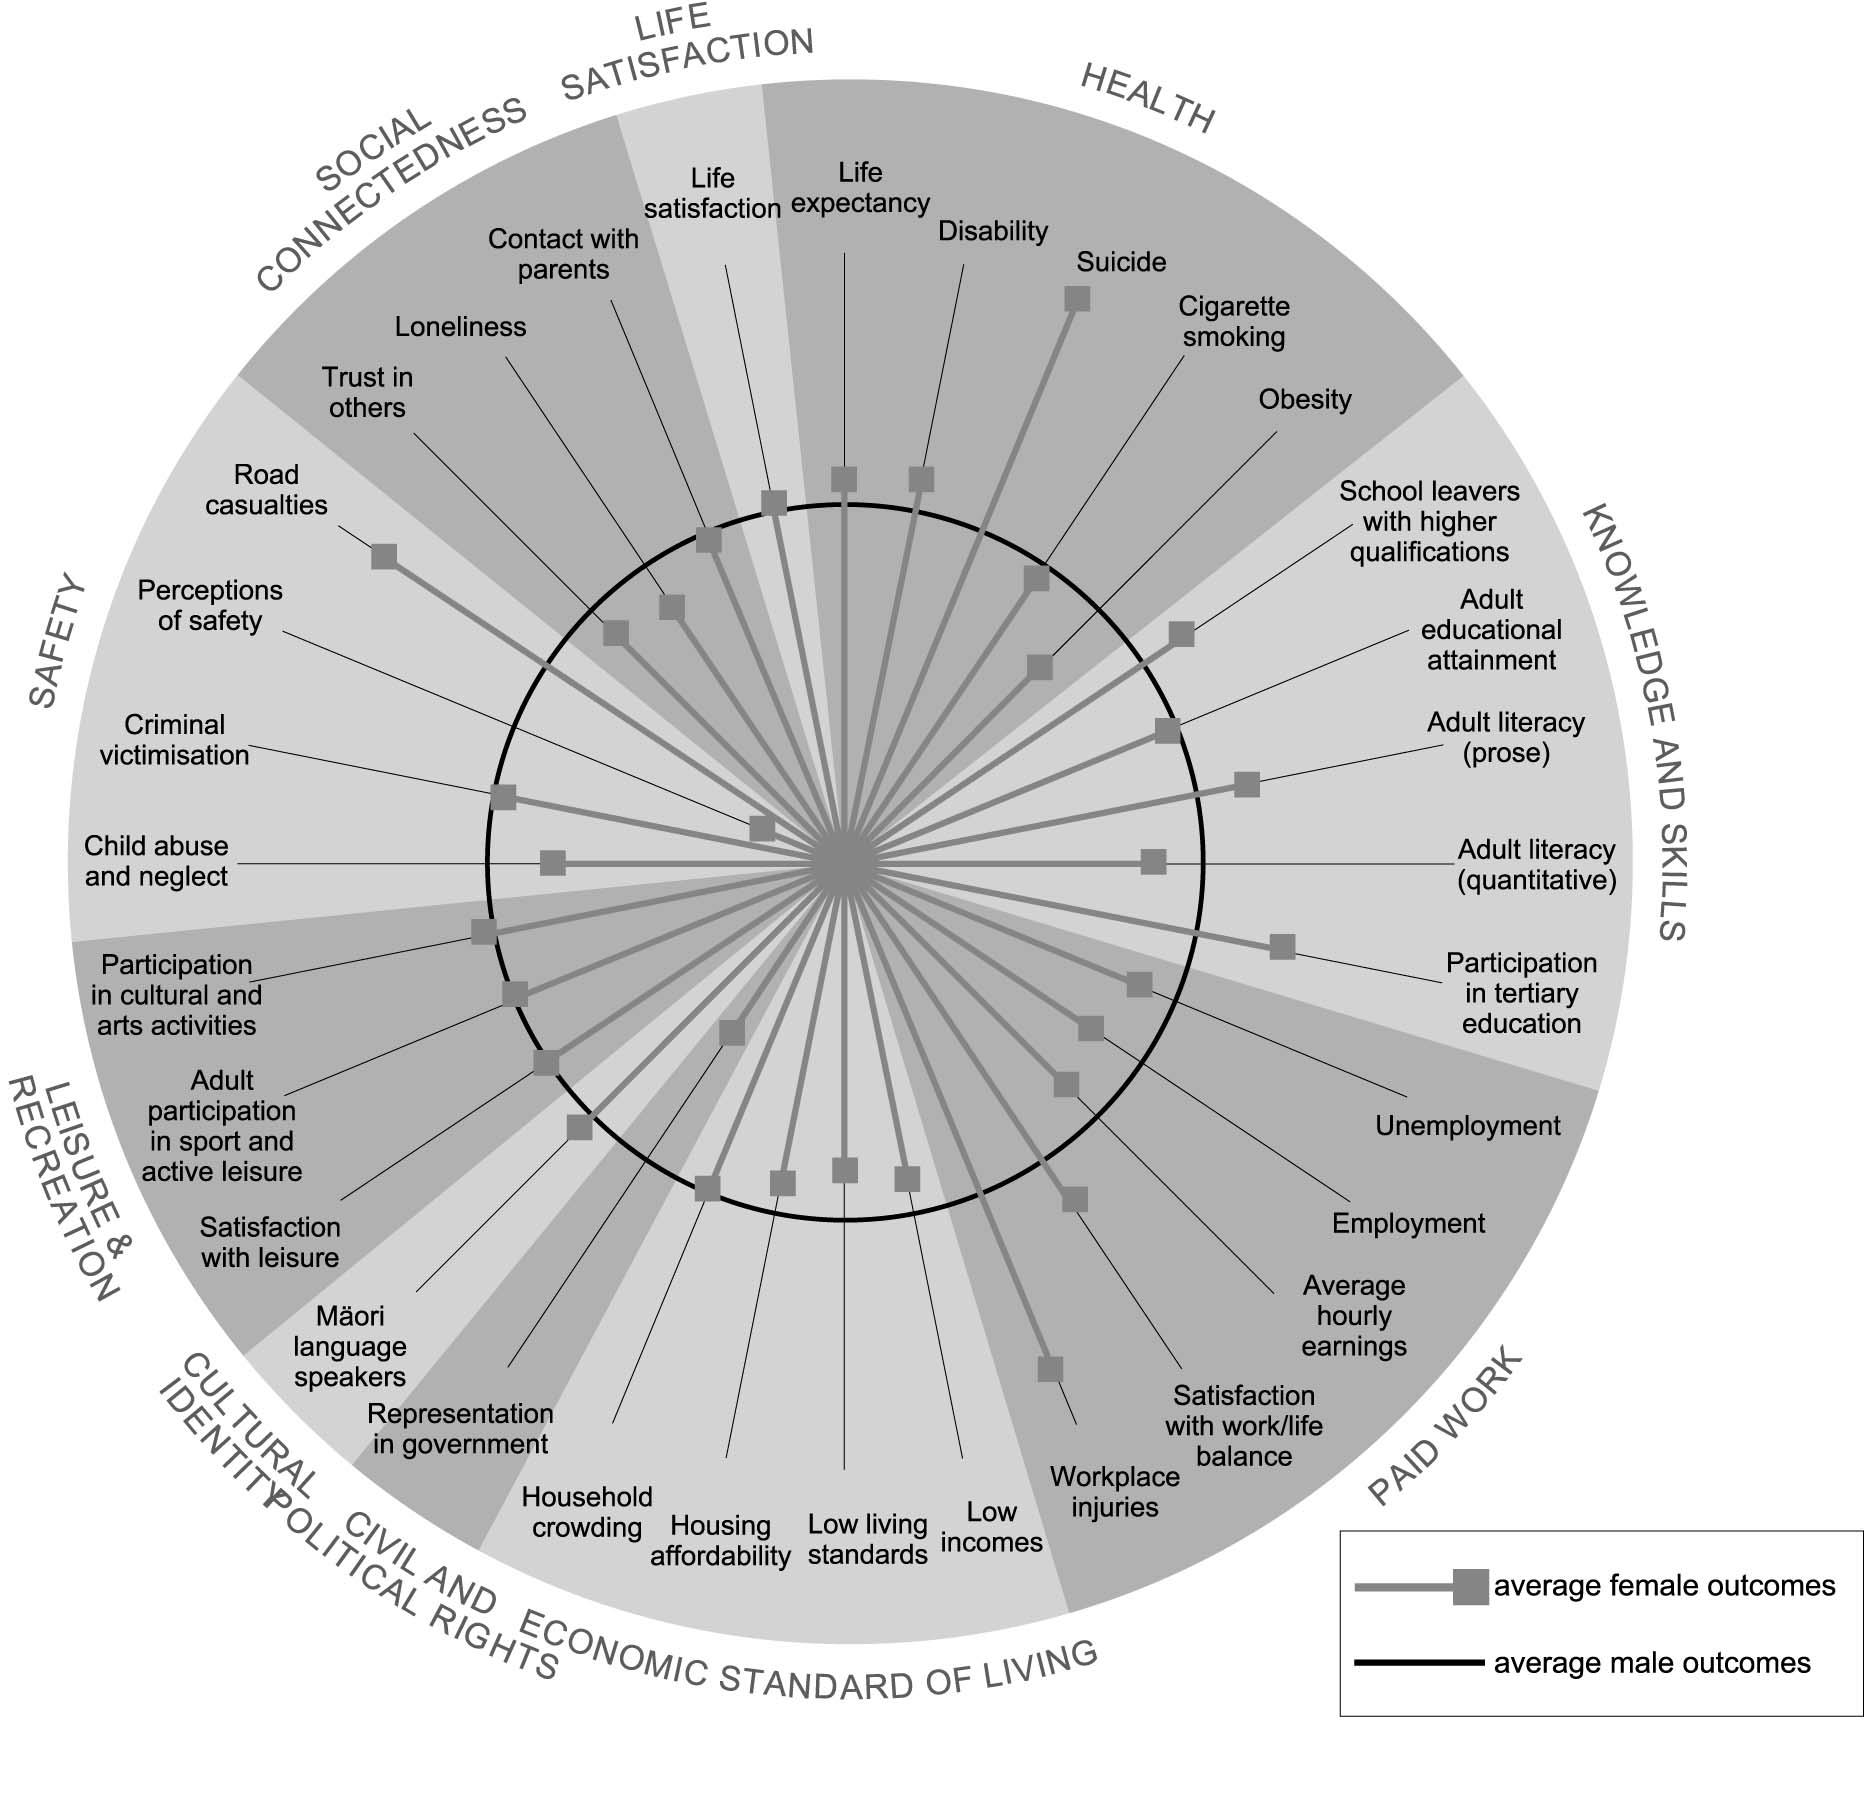 LIFE
SATISFACTION
HEALTH
SOCIAL
CONNECTEDNESS
Life
satisfaction
Life
expectancy
Disability
Contact with
parents
Suicide
Cigarette
smoking
Loneliness
Trust in
others
Obesity
Road
casualties
School leavers
with higher
qualifications
KNOWLEDGE AND SKILLS
SAFETY
Perceptions
of safety
Adult
educational
attainment
Criminal
victimisation
Adult literacy
(prose)
Child abuse
and neglect
Adult literacy
(quantitative)
Participation
in cultural and
arts activities
Participation
in tertiary
education
LEISURE &
RECREATION
Adult
participation
in sport and
active leisure
Unemployment
Satisfaction
with leisure
Employment
Mäori
language
speakers
Average
hourly
earnings
CULTURAL
IDENTITY
Representation
in government
Satisfaction
with work/life
balance
PAID WORK
Household
crowding
Housing
affordability
Low living
standards
Low
incomes
Workplace
injuries
CIVIL AND
POLITICAL RIGHTS
ECONOMIC STANDARD OF LIVING
average female outcomes
average male outcomes